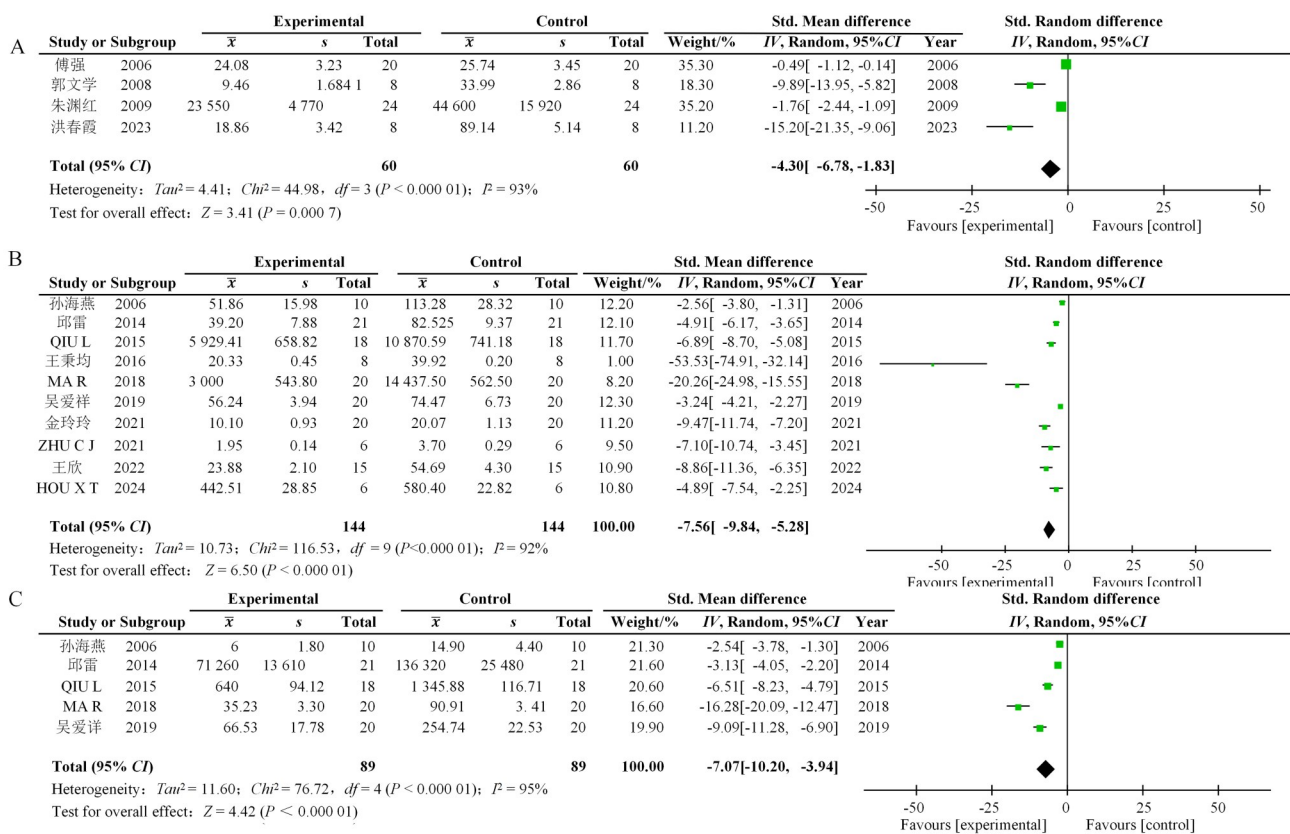 A
Experimental Control Std. Mean difference Std. Random difference
Study or Subgroup x̄ s Total x̄ s Total Weight/% IV, Random, 95%CI Year IV, Random, 95%CI
傅强 2006 24.08 3.23 20 25.74 3.45 20 35.30 -0.49[ -1.12, -0.14] 2006
郭文学 2008 9.46 1.684 1 8 33.99 2.86 8 18.30 -9.89[-13.95, -5.82] 2008
朱渊红 2009 23 550 4 770 24 44 600 15 920 24 35.20 -1.76[ -2.44, -1.09] 2009
洪春霞 2023 18.86 3.42 8 89.14 5.14 8 11.20 -15.20[-21.35, -9.06] 2023
Total (95% CI) 60 60 -4.30[ -6.78, -1.83]
Heterogeneity: Tau² = 4.41; Chi² = 44.98, df = 3 (P < 0.000 01); I² = 93%
Test for overall effect: Z = 3.41 (P = 0.000 7)
-50 -25 0 25 50
Favours [experimental] Favours [control]
B
Experimental Control Std. Mean difference Std. Random difference
Study or Subgroup x̄ s Total x̄ s Total Weight/% IV, Random, 95%CI Year IV, Random, 95%CI
孙海燕 2006 51.86 15.98 10 113.28 28.32 10 12.20 -2.56[ -3.80, -1.31] 2006
邱雷 2014 39.20 7.88 21 82.525 9.37 21 12.10 -4.91[ -6.17, -3.65] 2014
QIU L 2015 5 929.41 658.82 18 10 870.59 741.18 18 11.70 -6.89[ -8.70, -5.08] 2015
王秉均 2016 20.33 0.45 8 39.92 0.20 8 1.00 -53.53[-74.91, -32.14] 2016
MA R 2018 3 000 543.80 20 14 437.50 562.50 20 8.20 -20.26[-24.98, -15.55] 2018
吴爱祥 2019 56.24 3.94 20 74.47 6.73 20 12.30 -3.24[ -4.21, -2.27] 2019
金玲玲 2021 10.10 0.93 20 20.07 1.13 20 11.20 -9.47[-11.74, -7.20] 2021
ZHU C J 2021 1.95 0.14 6 3.70 0.29 6 9.50 -7.10[-10.74, -3.45] 2021
王欣 2022 23.88 2.10 15 54.69 4.30 15 10.90 -8.86[-11.36, -6.35] 2022
HOU X T 2024 442.51 28.85 6 580.40 22.82 6 10.80 -4.89[ -7.54, -2.25] 2024
Total (95% CI) 144 144 100.00 -7.56[ -9.84, -5.28]
Heterogeneity: Tau² = 10.73; Chi² = 116.53, df = 9 (P<0.000 01); I² = 92%
Test for overall effect: Z = 6.50 (P < 0.000 01)
-50 -25 0 25 50
Favours [experimental] Favours [control]
C
Experimental Control Std. Mean difference Std. Random difference
Study or Subgroup x̄ s Total x̄ s Total Weight/% IV, Random, 95%CI Year IV, Random, 95%CI
孙海燕 2006 6 1.80 10 14.90 4.40 10 21.30 -2.54[ -3.78, -1.30] 2006
邱雷 2014 71 260 13 610 21 136 320 25 480 21 21.60 -3.13[ -4.05, -2.20] 2014
QIU L 2015 640 94.12 18 1 345.88 116.71 18 20.60 -6.51[ -8.23, -4.79] 2015
MA R 2018 35.23 3.30 20 90.91 3. 41 20 16.60 -16.28[-20.09, -12.47] 2018
吴爱详 2019 66.53 17.78 20 254.74 22.53 20 19.90 -9.09[-11.28, -6.90] 2019
Total (95% CI) 89 89 100.00 -7.07[-10.20, -3.94]
Heterogeneity: Tau² = 11.60; Chi² = 76.72, df = 4 (P < 0.000 01); I² = 95%
Test for overall effect: Z = 4.42 (P < 0.000 01)
-50 -25 0 25 50
Favours [experimental] Favours [control]